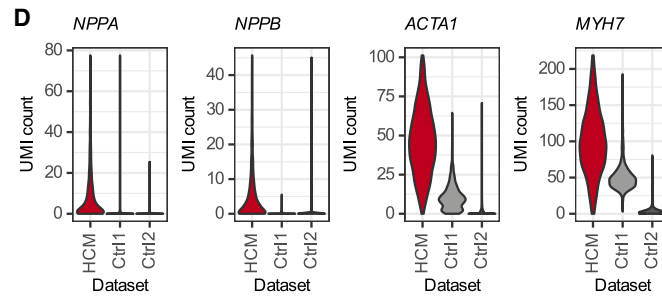 D
NPPA
NPPB
ACTA1
MYH7
UMI count
80
60
40
20
0
HCM
Ctrl1
Ctrl2
Dataset
UMI count
40
30
20
10
0
HCM
Ctrl1
Ctrl2
Dataset
UMI count
100
75
50
25
0
HCM
Ctrl1
Ctrl2
Dataset
UMI count
200
150
100
50
0
HCM
Ctrl1
Ctrl2
Dataset